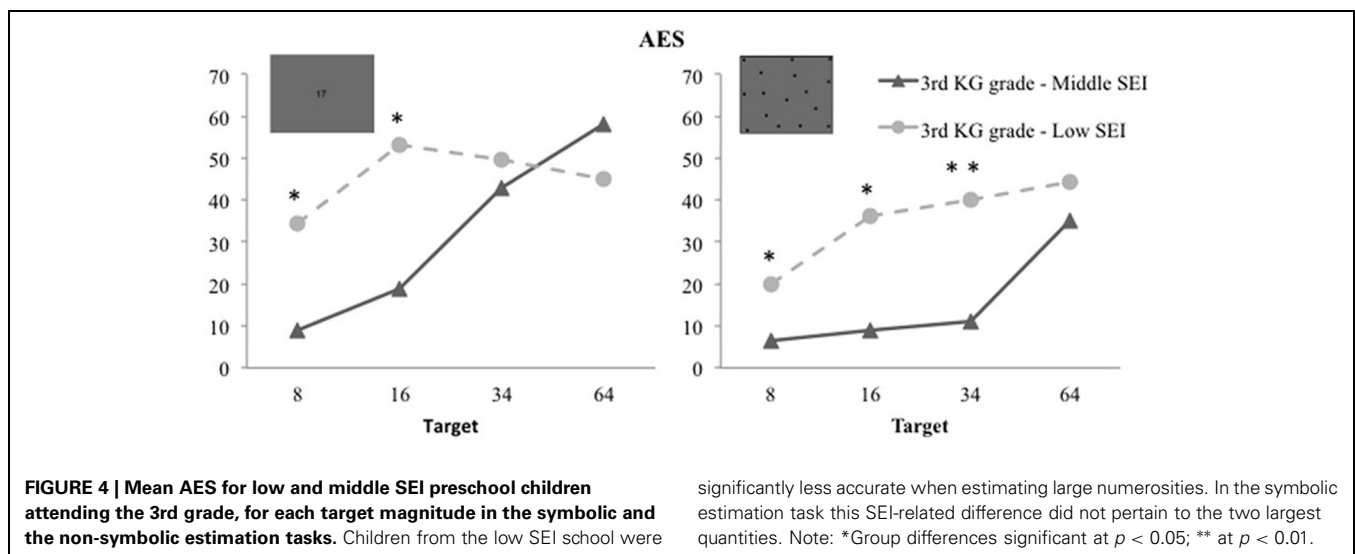 AES
70
60
50
40
30
20
10
0
17
*
*
8
16
34
64
Target
70
60
50
40
30
20
10
0
3rd KG grade - Middle SEI
3rd KG grade - Low SEI
*
*
* *
8
16
34
64
Target
FIGURE 4 | Mean AES for low and middle SEI preschool children
attending the 3rd grade, for each target magnitude in the symbolic and
the non-symbolic estimation tasks. Children from the low SEI school were
significantly less accurate when estimating large numerosities. In the symbolic
estimation task this SEI-related difference did not pertain to the two largest
quantities. Note: *Group differences significant at p < 0.05; ** at p < 0.01.